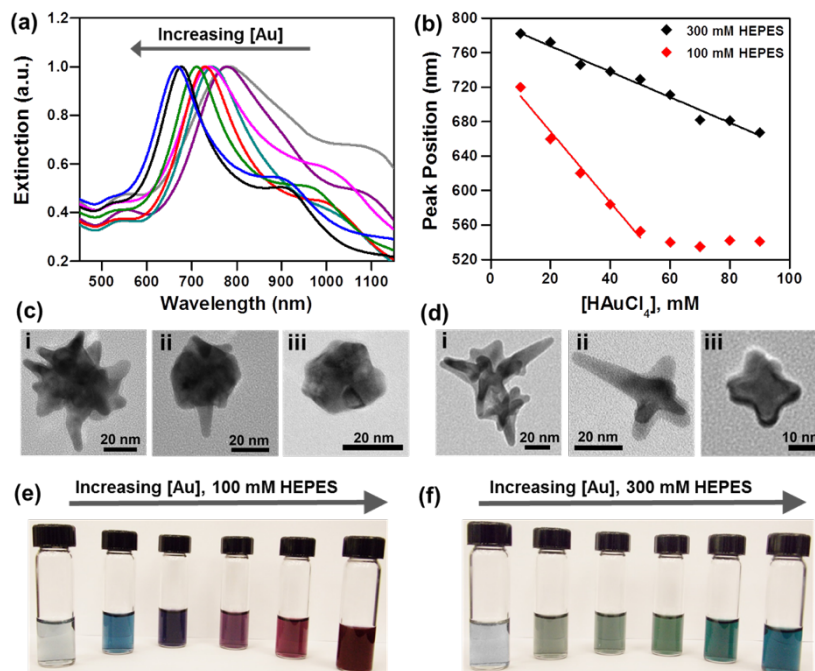 (a)
Increasing [Au]
Extinction (a.u.)
1.2
1.0
0.8
0.6
0.4
0.2
500 600 700 800 900 1000 1100
Wavelength (nm)
(b)
300 mM HEPES
100 mM HEPES
Peak Position (nm)
800
760
720
680
640
600
560
520
0 20 40 60 80 100
[HAuCl₄], mM
(c)
i
20 nm
ii
20 nm
iii
20 nm
(d)
i
20 nm
ii
20 nm
iii
10 nm
(e)
Increasing [Au], 100 mM HEPES
(f)
Increasing [Au], 300 mM HEPES